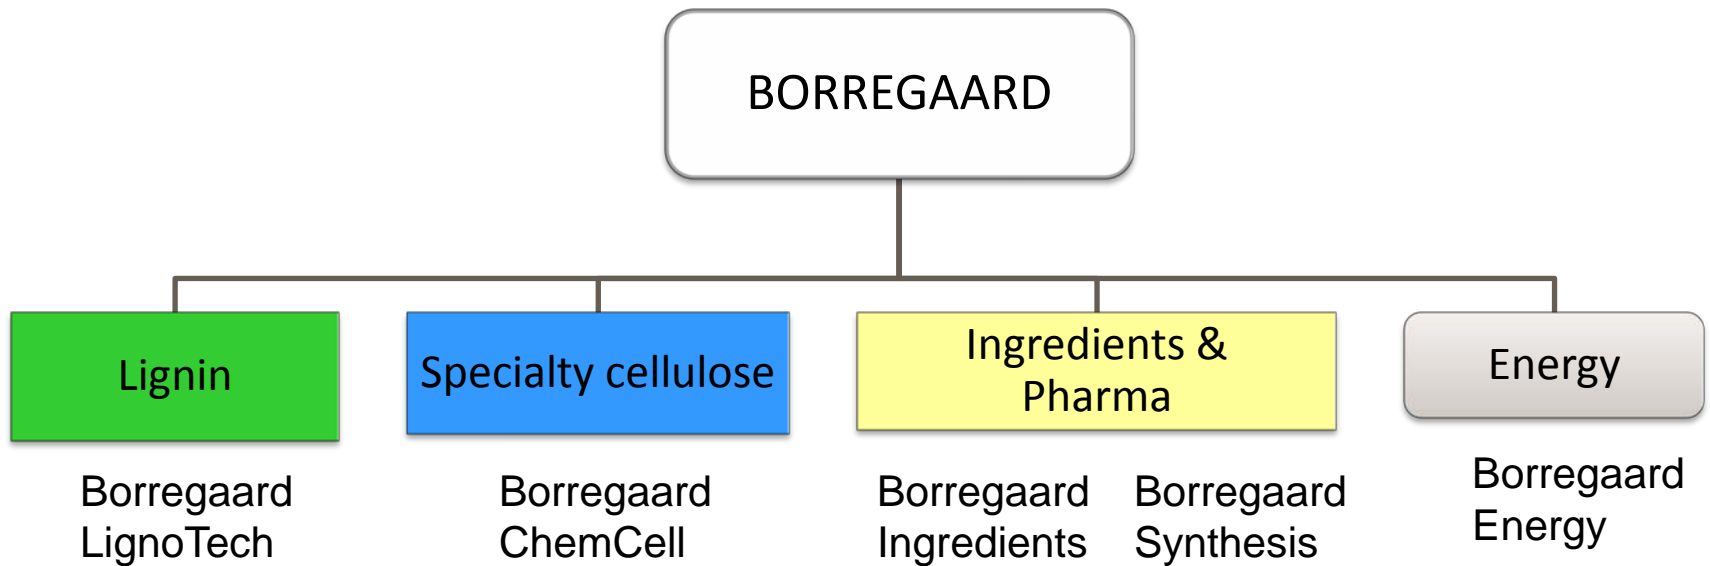 BORREGAARD
Lignin
Specialty cellulose
Ingredients &
Pharma
Energy
Borregaard
LignoTech
Borregaard
ChemCell
Borregaard
Ingredients
Borregaard
Synthesis
Borregaard
Energy